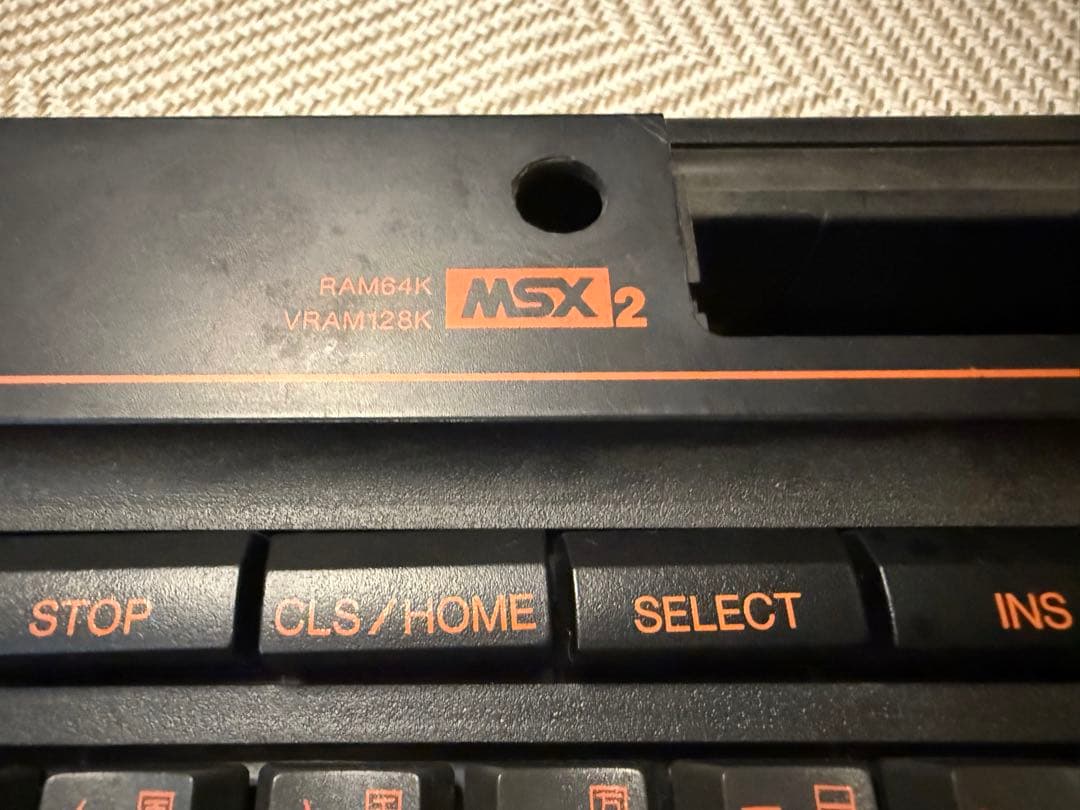 RAM64K
VRAM128K
MSX2
STOP
CLS/HOME
SELECT
INS